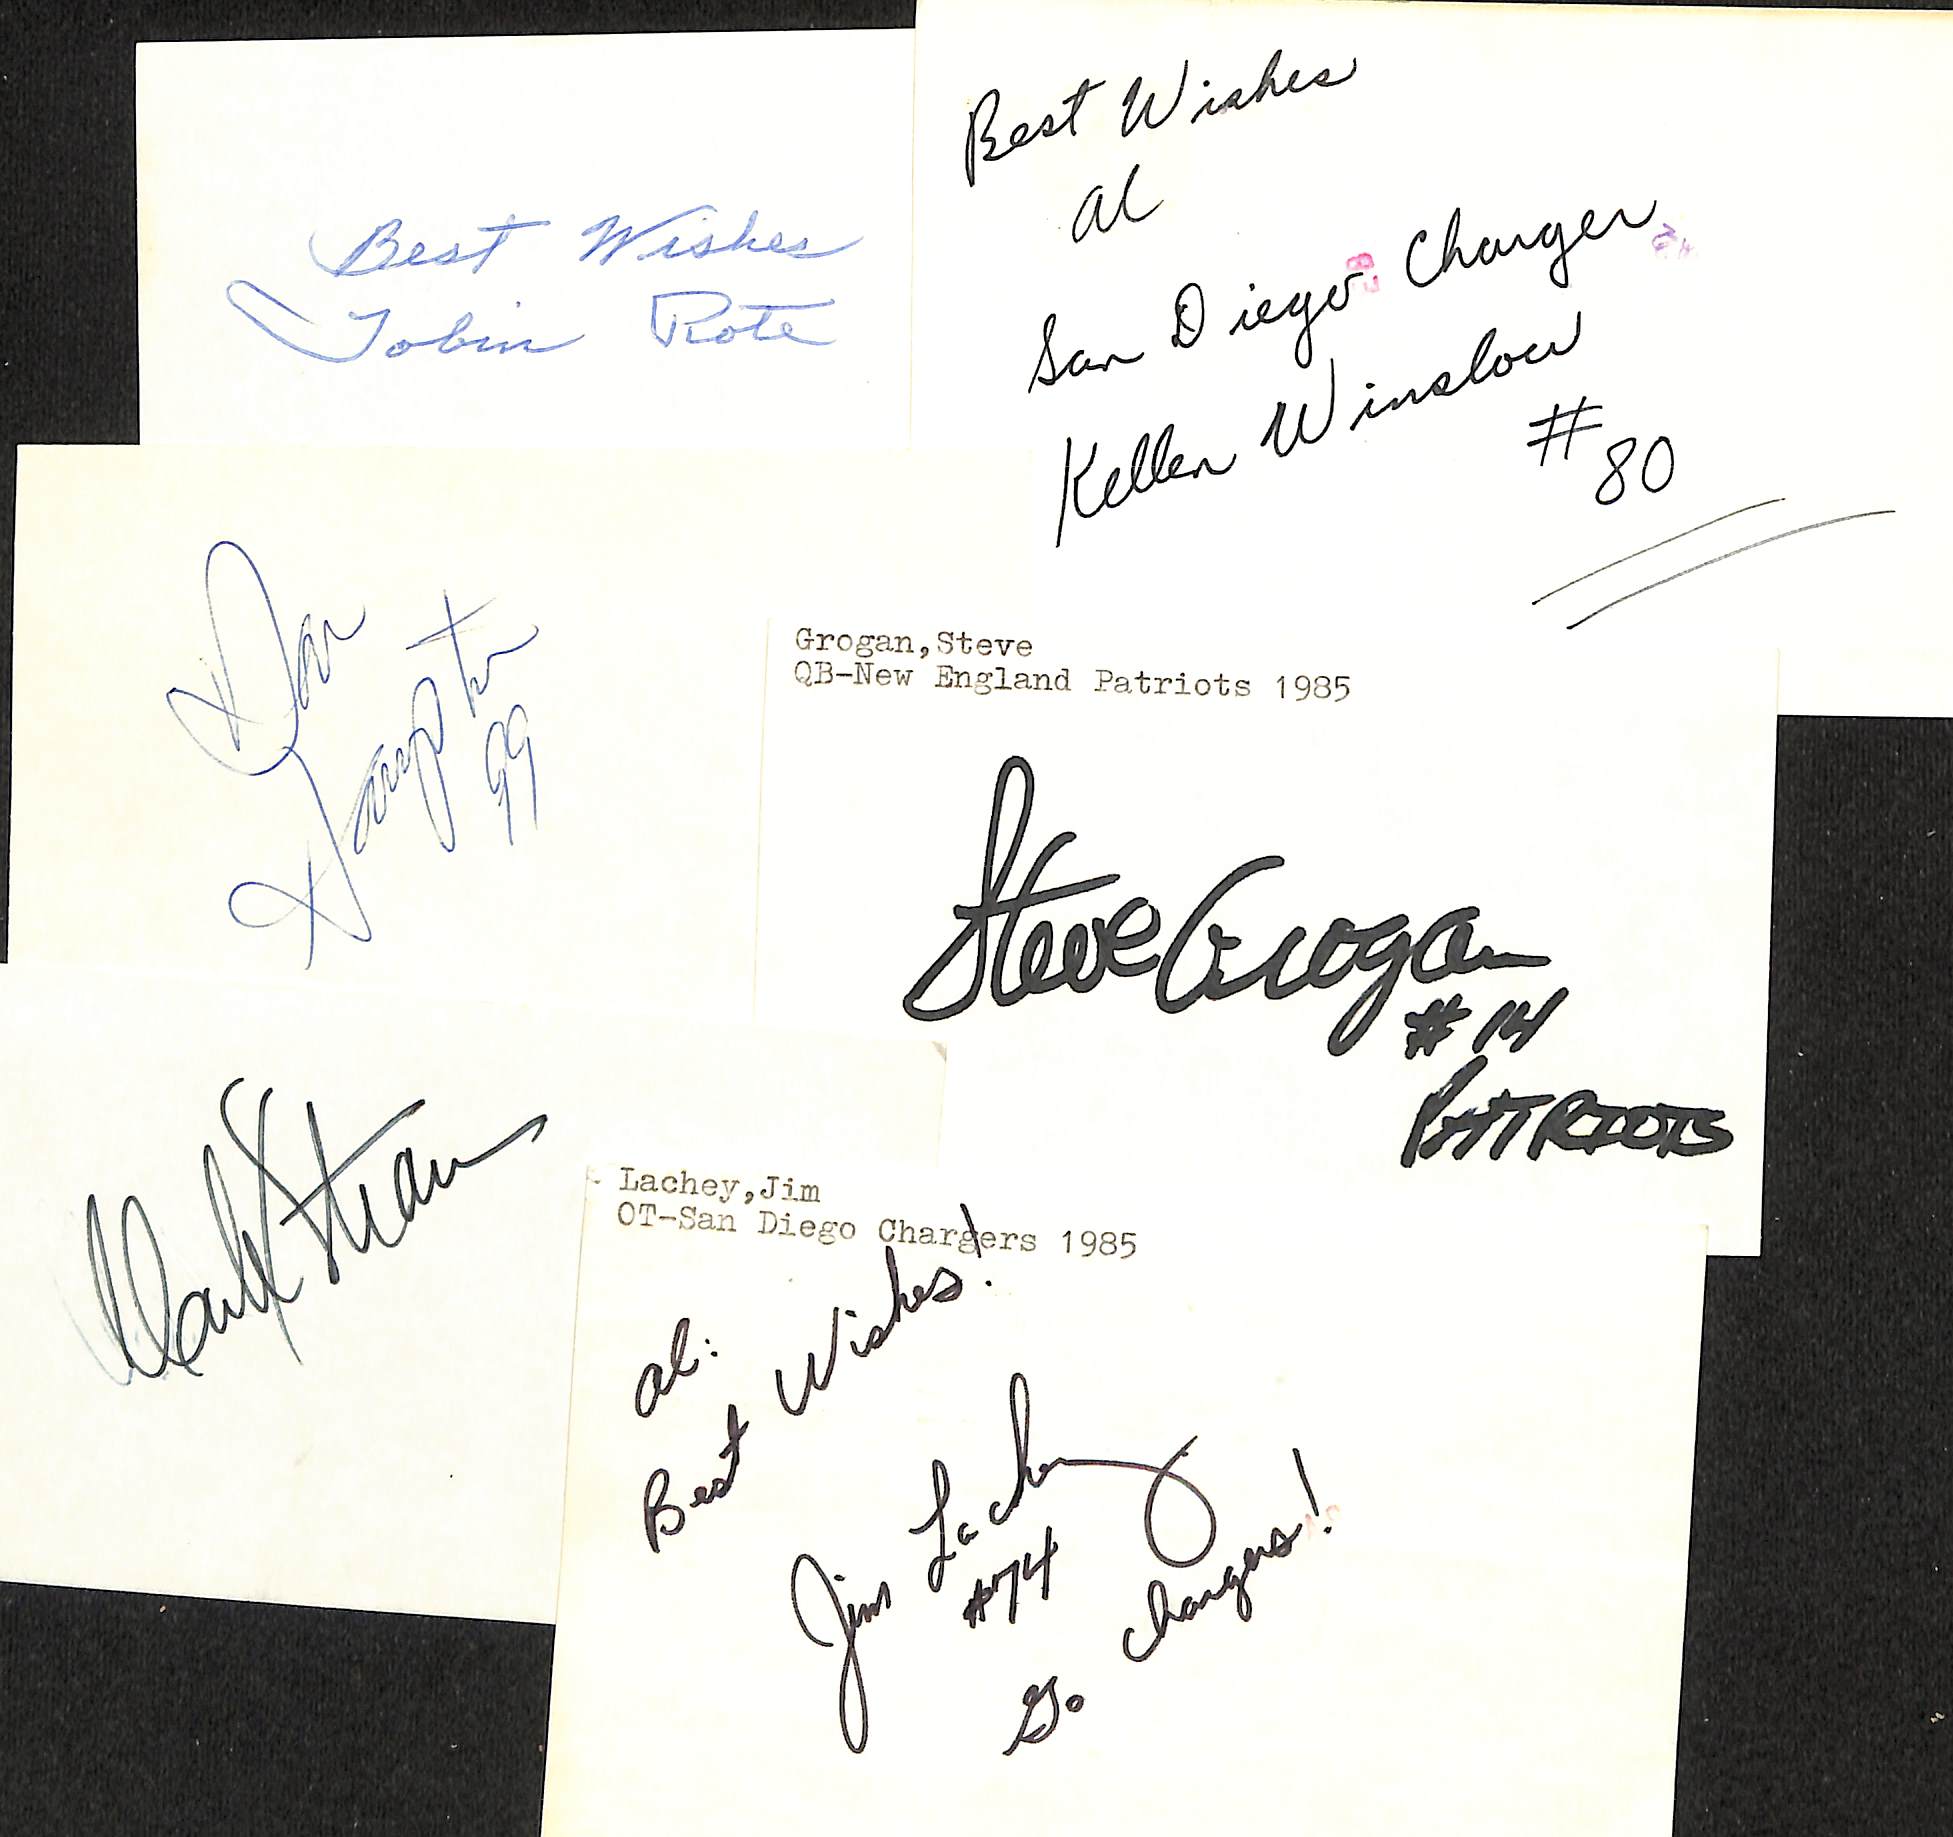 Best Wishes
Tobin Rote
Best Wishes
al
San Diego Charger
Kellen Winslow
# 80
Dan
Hampton
99
Grogan,Steve
QB-New England Patriots 1985
Steve Grogan
# 14
PATRIOTS
Mark
Lachey,Jim
OT-San Diego Chargers 1985
al:
Best Wishes!
Jim Lachey
#74
Go Chargers!